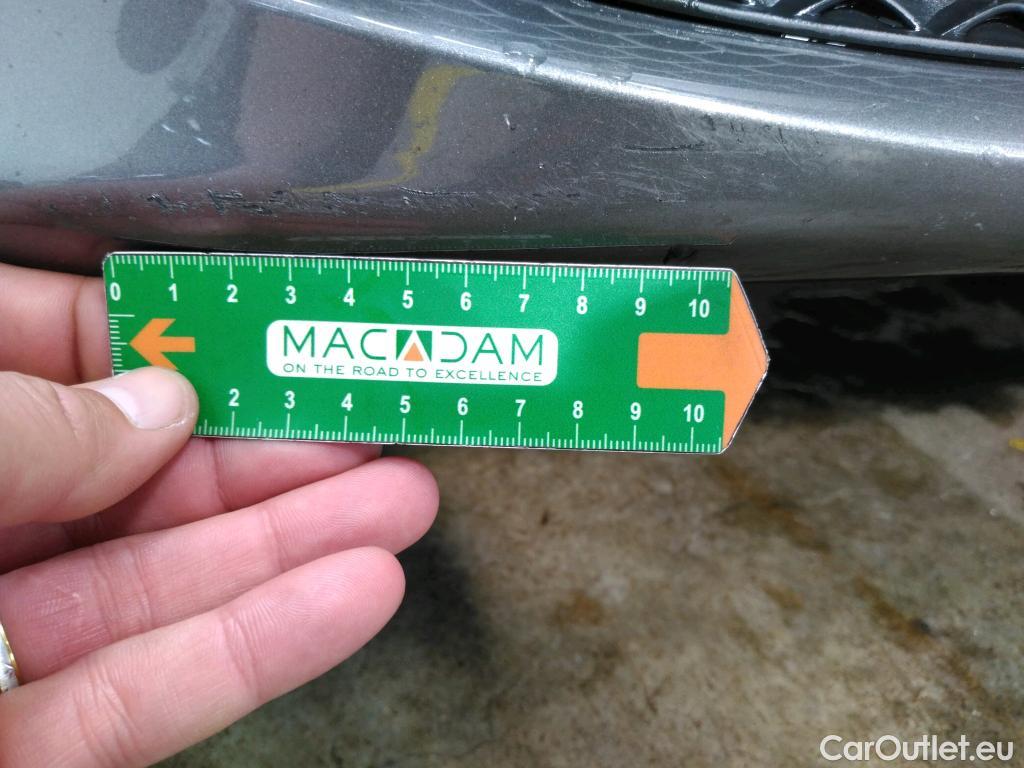 0 1 2 3 4 5 6 7 8 9 10
MACADAM
ON THE ROAD TO EXCELLENCE
2 3 4 5 6 7 8 9 10
CarOutlet.eu